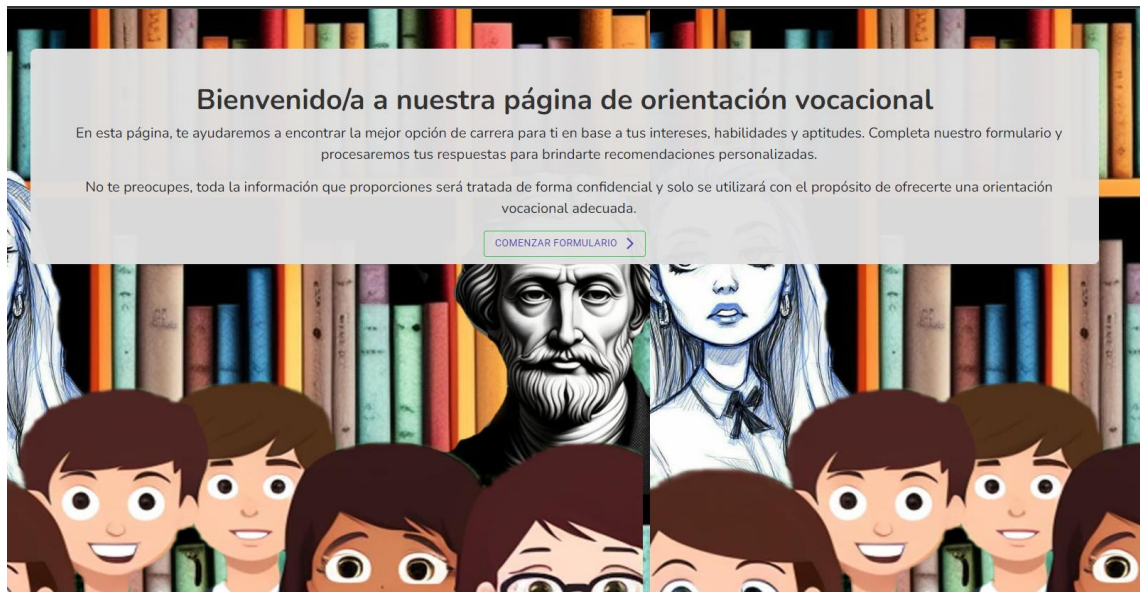 Bienvenido/a a nuestra página de orientación vocacional
En esta página, te ayudaremos a encontrar la mejor opción de carrera para ti en base a tus intereses, habilidades y aptitudes. Completa nuestro formulario y
procesaremos tus respuestas para brindarte recomendaciones personalizadas.
No te preocupes, toda la información que proporciones será tratada de forma confidencial y solo se utilizará con el propósito de ofrecerte una orientación
vocacional adecuada.
COMENZAR FORMULARIO